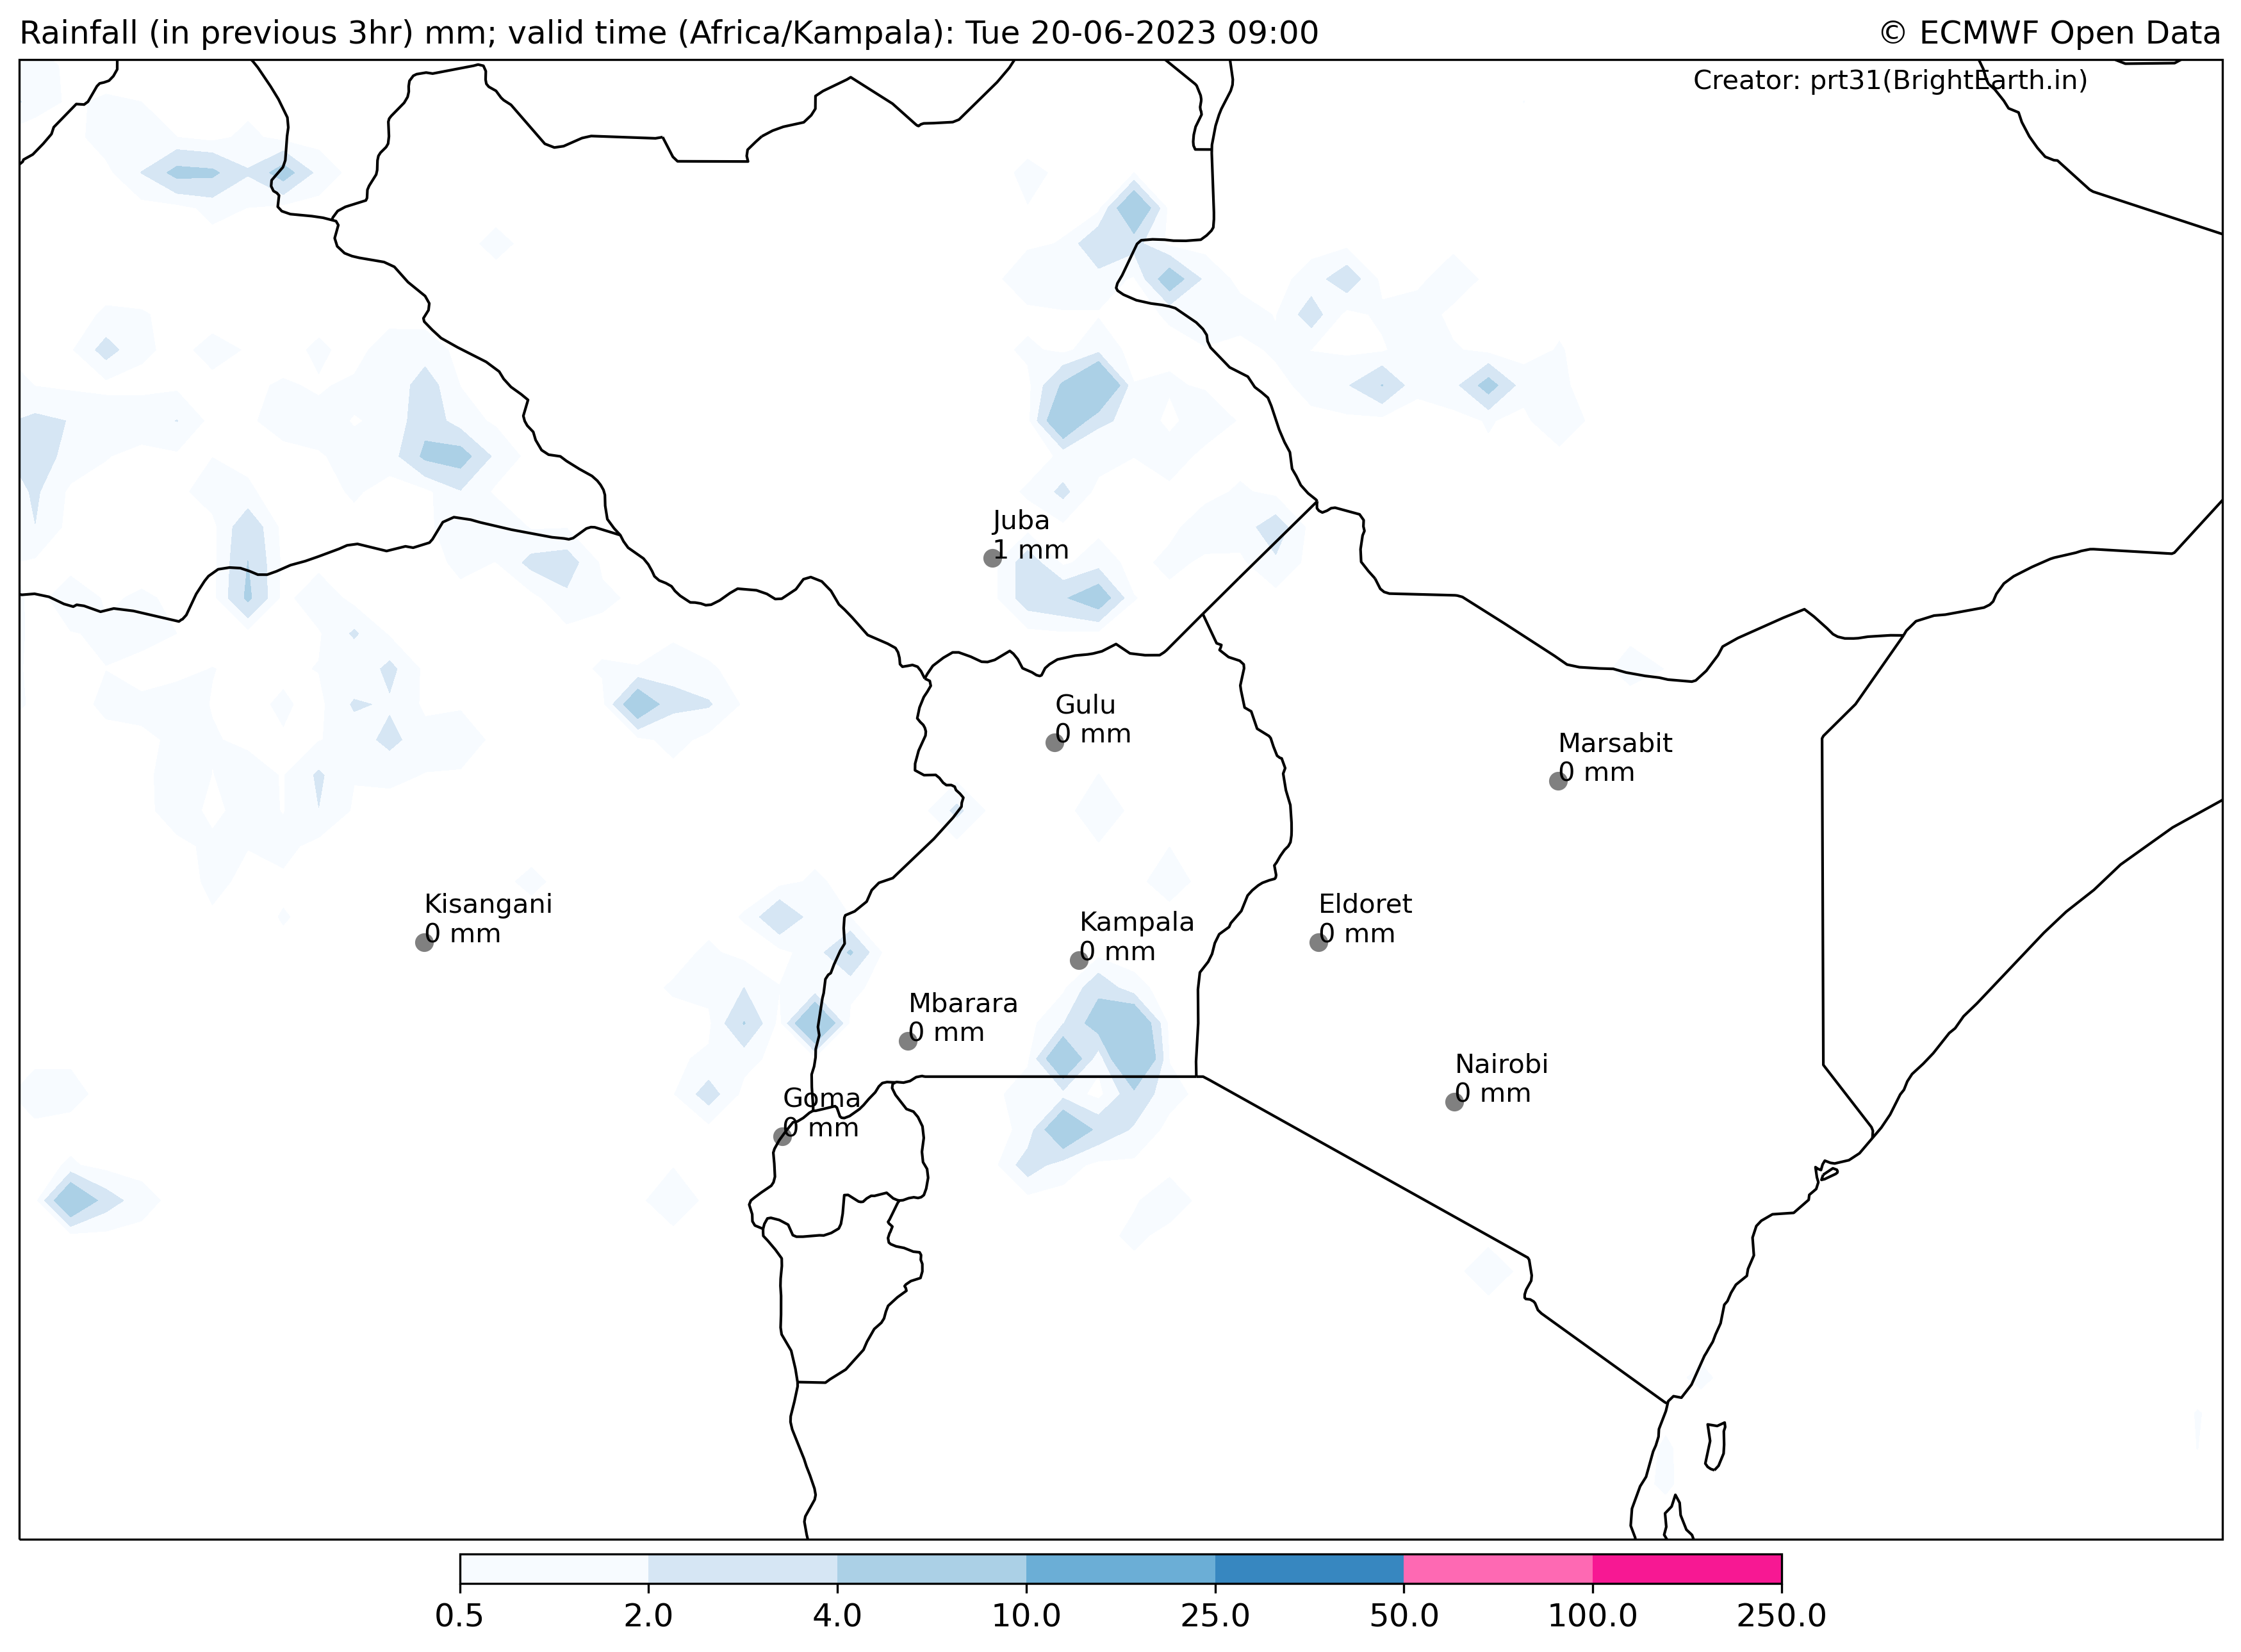 Rainfall (in previous 3hr) mm; valid time (Africa/Kampala): Tue 20-06-2023 09:00
© ECMWF Open Data
Creator: prt31(BrightEarth.in)
Juba
1 mm
Gulu
0 mm
Marsabit
0 mm
Kisangani
0 mm
Kampala
0 mm
Eldoret
0 mm
Mbarara
0 mm
Nairobi
0 mm
Goma
0 mm
0.5 2.0 4.0 10.0 25.0 50.0 100.0 250.0